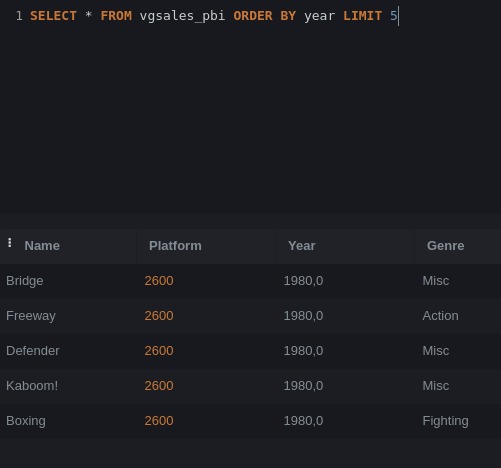 1 SELECT * FROM vgsales_pbi ORDER BY year LIMIT 5
Name Platform Year Genre
Bridge 2600 1980,0 Misc
Freeway 2600 1980,0 Action
Defender 2600 1980,0 Misc
Kaboom! 2600 1980,0 Misc
Boxing 2600 1980,0 Fighting